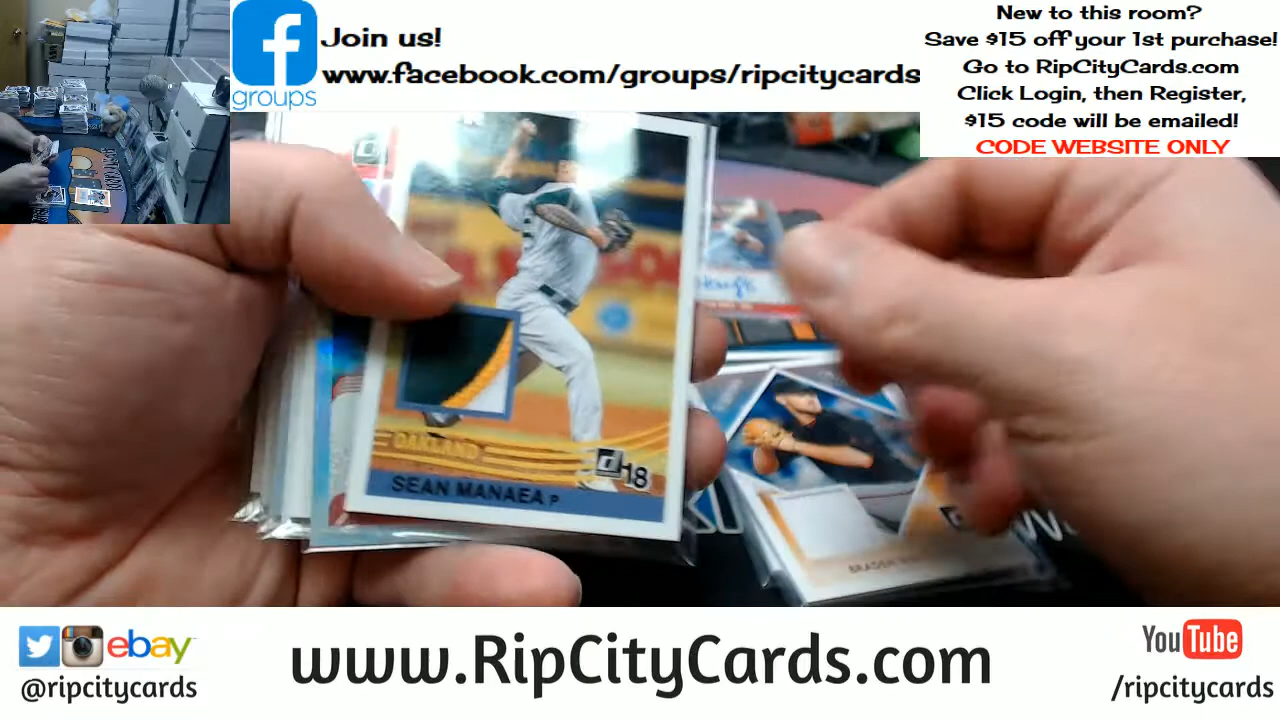 Join us!
www.facebook.com/groups/ripcitycards
groups
New to this room?
Save $15 off your 1st purchase!
Go to RipCityCards.com
Click Login, then Register,
$15 code will be emailed!
CODE WEBSITE ONLY
OAKLAND
18
SEAN MANAEA P
ebay
@ripcitycards
www.RipCityCards.com
YouTube
/ripcitycards